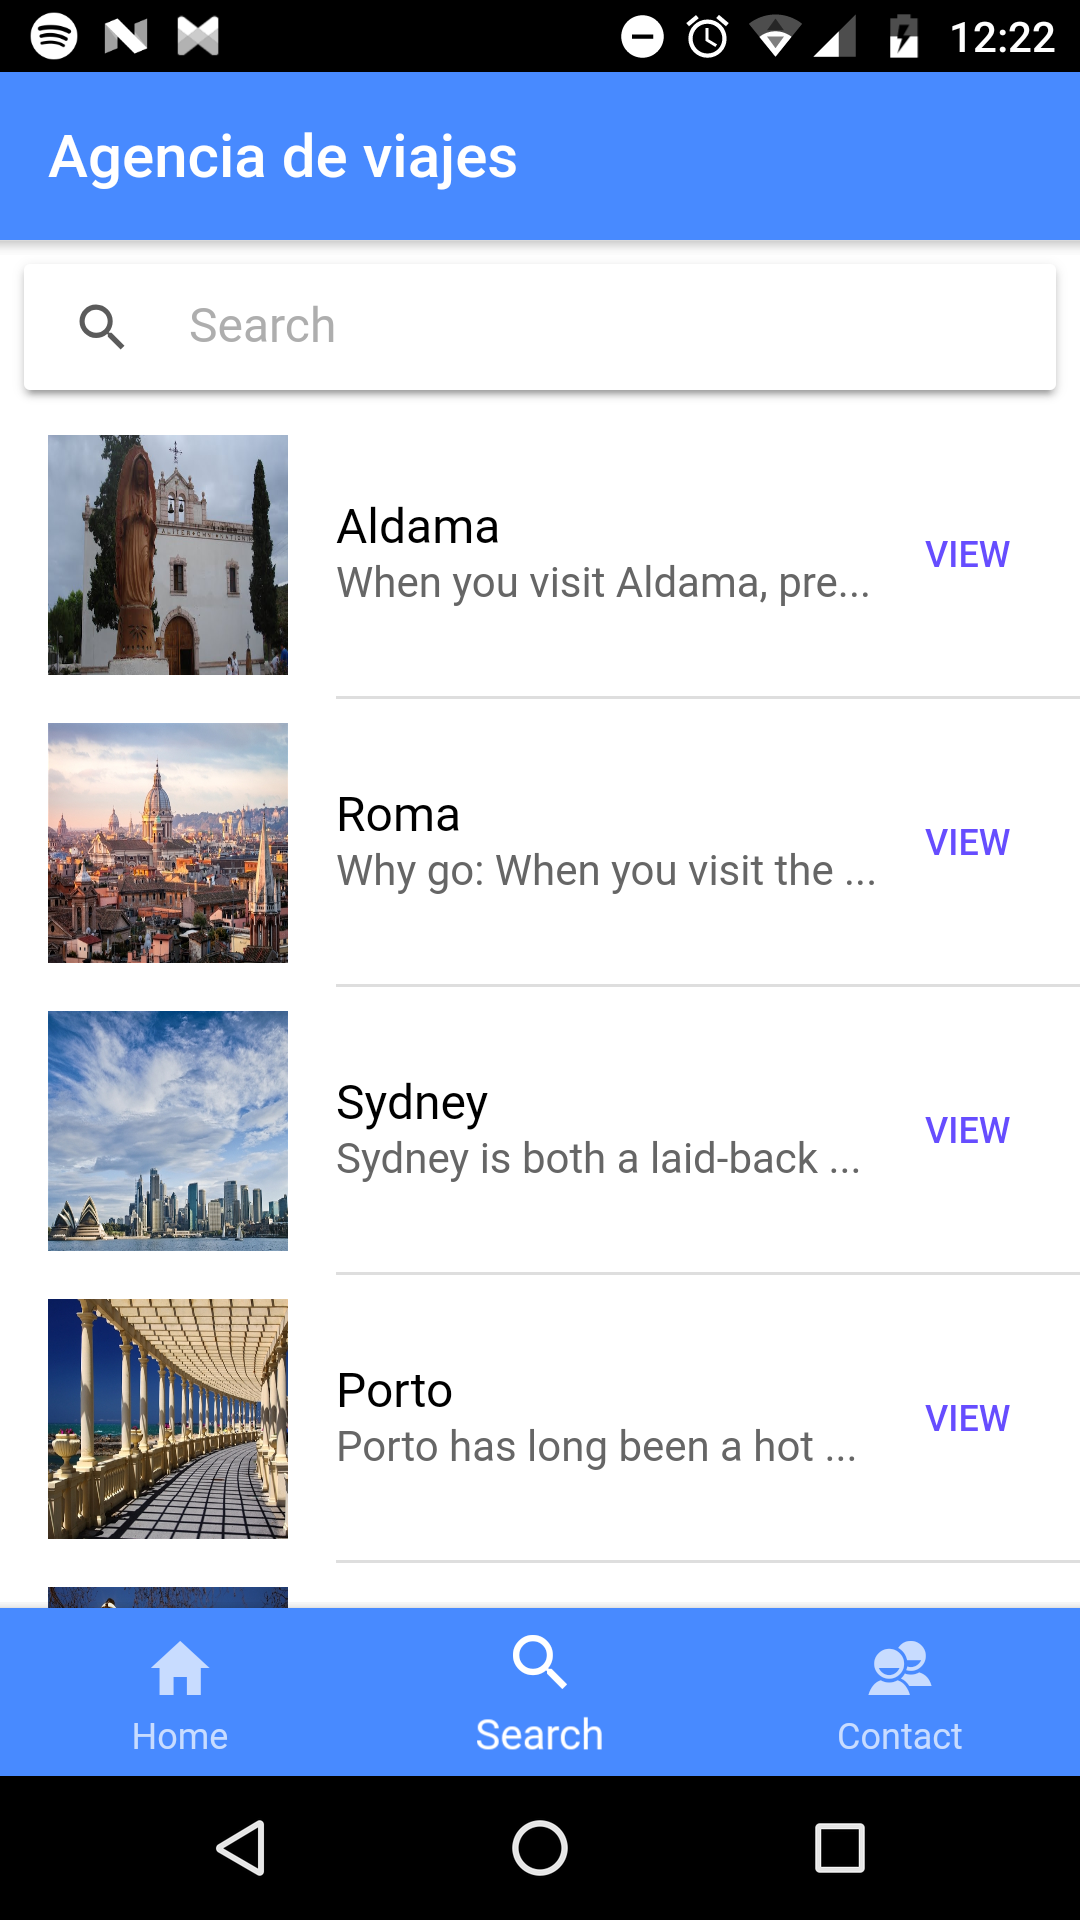 12:22
Agencia de viajes
Search
Aldama
When you visit Aldama, pre...
VIEW
Roma
Why go: When you visit the ...
VIEW
Sydney
Sydney is both a laid-back ...
VIEW
Porto
Porto has long been a hot ...
VIEW
Home
Search
Contact